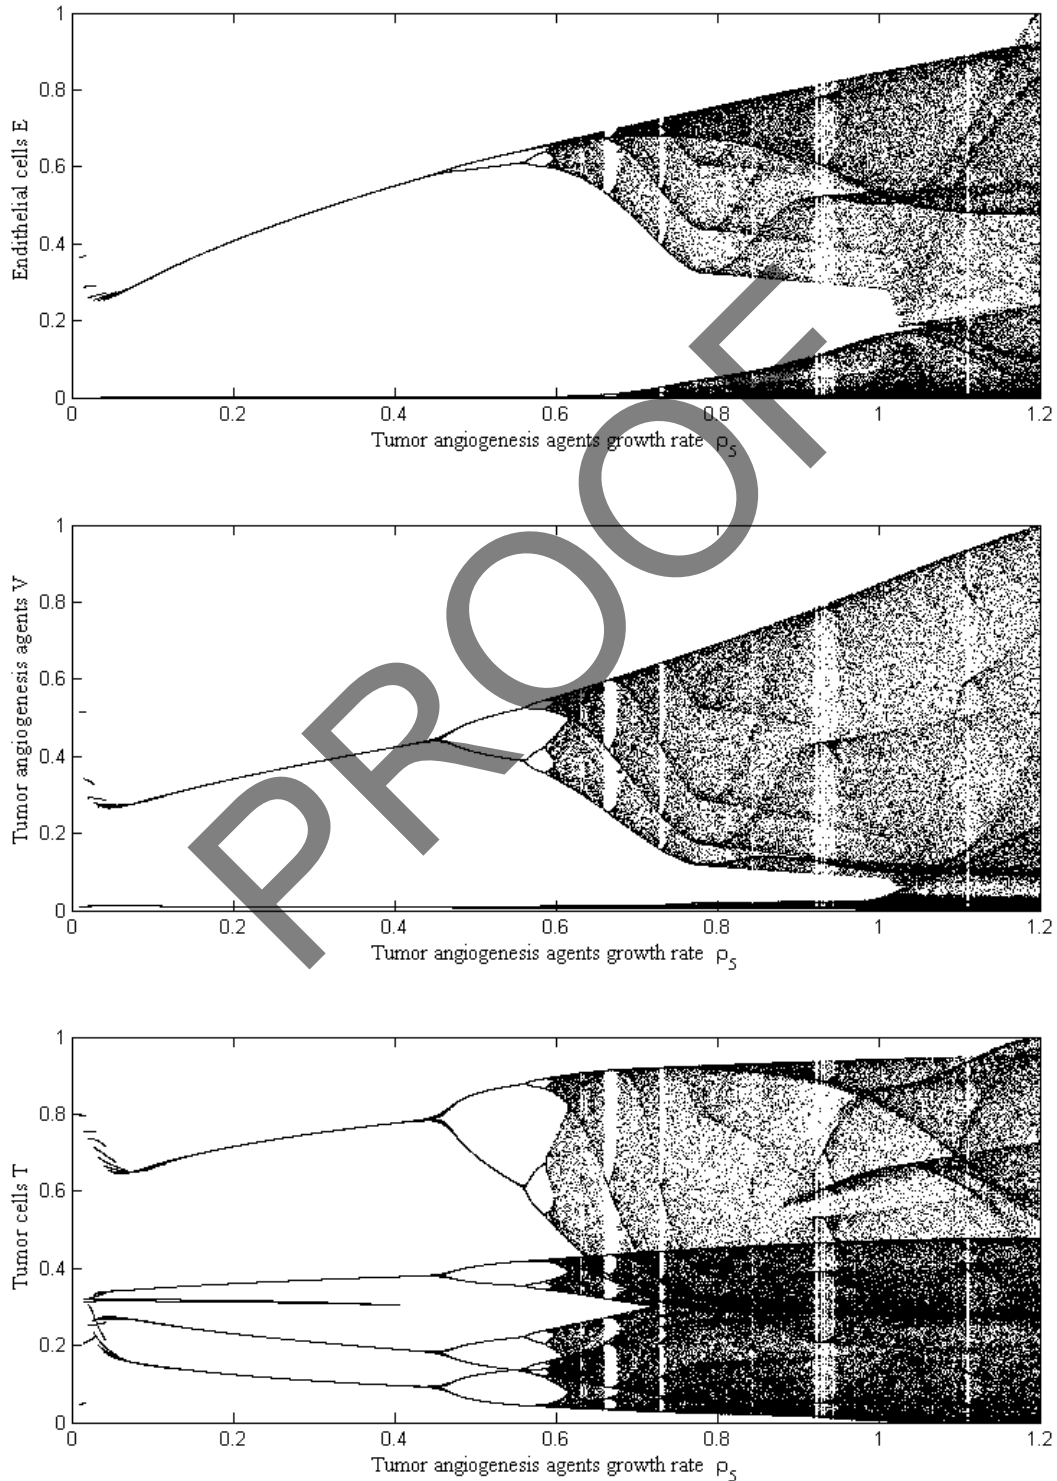 1
0.8
0.6
0.4
0.2
0
Endithelial cells E
0 0.2 0.4 0.6 0.8 1 1.2
Tumor angiogenesis agents growth rate ρ5
1
0.8
0.6
0.4
0.2
0
Tumor angiogenesis agents V
0 0.2 0.4 0.6 0.8 1 1.2
Tumor angiogenesis agents growth rate ρ5
1
0.8
0.6
0.4
0.2
0
Tumor cells T
0 0.2 0.4 0.6 0.8 1 1.2
Tumor angiogenesis agents growth rate ρ5
PROOF